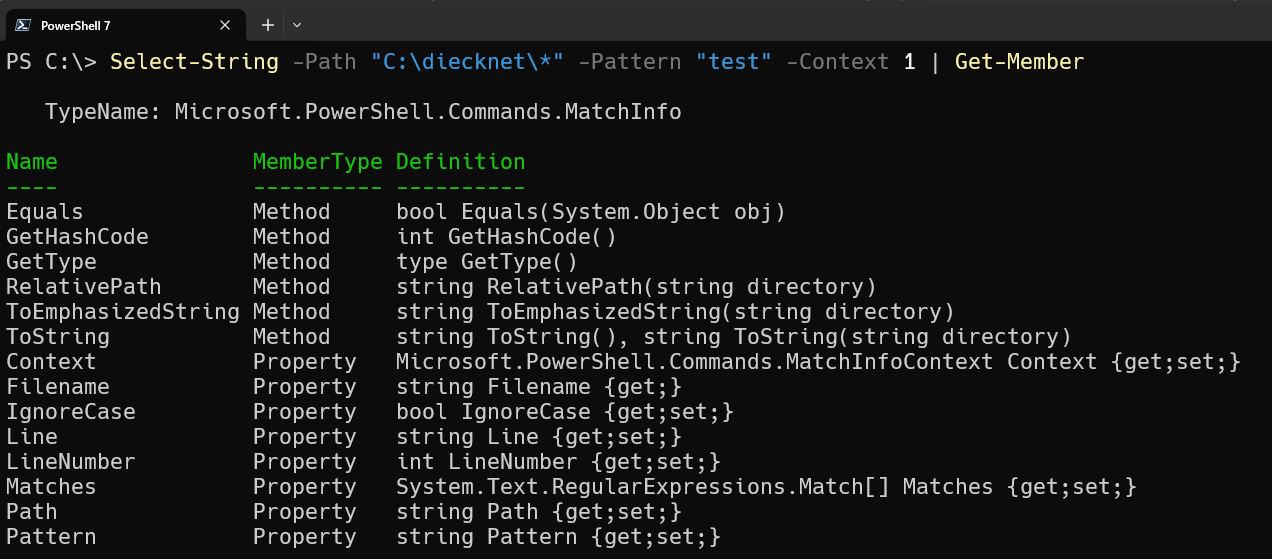 PowerShell 7
PS C:\> Select-String -Path "C:\diecknet\*" -Pattern "test" -Context 1 | Get-Member
TypeName: Microsoft.PowerShell.Commands.MatchInfo
Name MemberType Definition
---- ---------- ----------
Equals Method bool Equals(System.Object obj)
GetHashCode Method int GetHashCode()
GetType Method type GetType()
RelativePath Method string RelativePath(string directory)
ToEmphasizedString Method string ToEmphasizedString(string directory)
ToString Method string ToString(), string ToString(string directory)
Context Property Microsoft.PowerShell.Commands.MatchInfoContext Context {get;set;}
Filename Property string Filename {get;}
IgnoreCase Property bool IgnoreCase {get;set;}
Line Property string Line {get;set;}
LineNumber Property int LineNumber {get;set;}
Matches Property System.Text.RegularExpressions.Match[] Matches {get;set;}
Path Property string Path {get;set;}
Pattern Property string Pattern {get;set;}